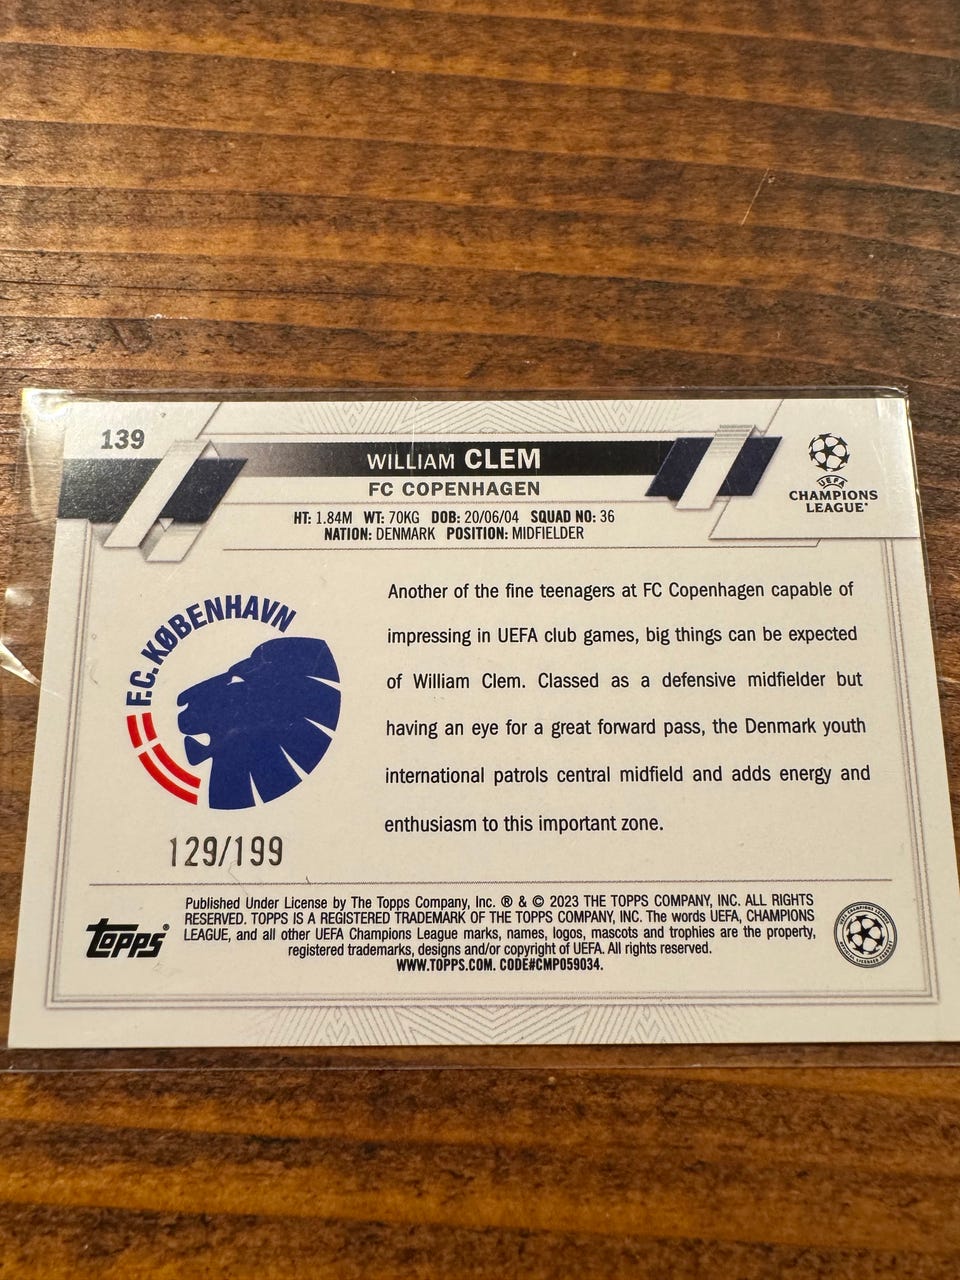 139
WILLIAM CLEM
FC COPENHAGEN
UEFA
CHAMPIONS
LEAGUE®
HT: 1.84M WT: 70KG DOB: 20/06/04 SQUAD NO: 36
NATION: DENMARK POSITION: MIDFIELDER
F.C. KØBENHAVN
Another of the fine teenagers at FC Copenhagen capable of
impressing in UEFA club games, big things can be expected
of William Clem. Classed as a defensive midfielder but
having an eye for a great forward pass, the Denmark youth
international patrols central midfield and adds energy and
enthusiasm to this important zone.
129/199
topps®
Published Under License by The Topps Company, Inc. ® & © 2023 THE TOPPS COMPANY, INC. ALL RIGHTS
RESERVED. TOPPS IS A REGISTERED TRADEMARK OF THE TOPPS COMPANY, INC. The words UEFA, CHAMPIONS
LEAGUE, and all other UEFA Champions League marks, names, logos, mascots and trophies are the property,
registered trademarks, designs and/or copyright of UEFA. All rights reserved.
WWW.TOPPS.COM. CODE#CMP059034.